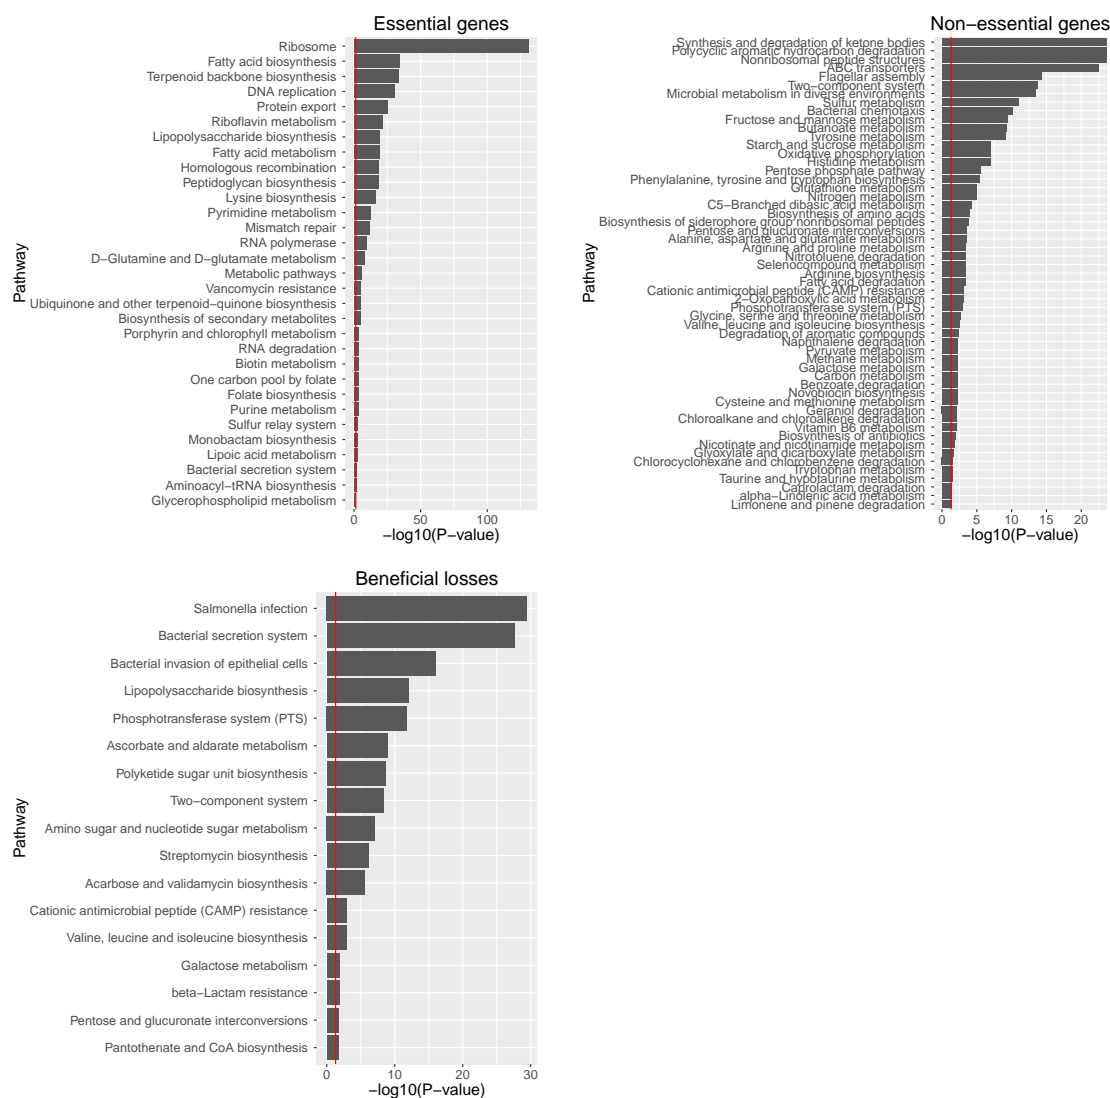 Essential genes
Pathway
Ribosome
Fatty acid biosynthesis
Terpenoid backbone biosynthesis
DNA replication
Protein export
Riboflavin metabolism
Lipopolysaccharide biosynthesis
Fatty acid metabolism
Homologous recombination
Peptidoglycan biosynthesis
Lysine biosynthesis
Pyrimidine metabolism
Mismatch repair
RNA polymerase
D−Glutamine and D−glutamate metabolism
Metabolic pathways
Vancomycin resistance
Ubiquinone and other terpenoid−quinone biosynthesis
Biosynthesis of secondary metabolites
Porphyrin and chlorophyll metabolism
RNA degradation
Biotin metabolism
One carbon pool by folate
Folate biosynthesis
Purine metabolism
Sulfur relay system
Monobactam biosynthesis
Lipoic acid metabolism
Bacterial secretion system
Aminoacyl−tRNA biosynthesis
Glycerophospholipid metabolism
0 50 100
−log10(P−value)
Non−essential genes
Pathway
Synthesis and degradation of ketone bodies
Polycyclic aromatic hydrocarbon degradation
Nonribosomal peptide structures
ABC transporters
Flagellar assembly
Two−component system
Microbial metabolism in diverse environments
Sulfur metabolism
Bacterial chemotaxis
Fructose and mannose metabolism
Butanoate metabolism
Tyrosine metabolism
Starch and sucrose metabolism
Oxidative phosphorylation
Histidine metabolism
Pentose phosphate pathway
Phenylalanine, tyrosine and tryptophan biosynthesis
Glutathione metabolism
Nitrogen metabolism
C5−Branched dibasic acid metabolism
Biosynthesis of amino acids
Biosynthesis of siderophore group nonribosomal peptides
Pentose and glucuronate interconversions
Alanine, aspartate and glutamate metabolism
Arginine and proline metabolism
Nitrotoluene degradation
Selenocompound metabolism
Arginine biosynthesis
Fatty acid degradation
Cationic antimicrobial peptide (CAMP) resistance
2−Oxocarboxylic acid metabolism
Phosphotransferase system (PTS)
Glycine, serine and threonine metabolism
Valine, leucine and isoleucine biosynthesis
Degradation of aromatic compounds
Naphthalene degradation
Pyruvate metabolism
Methane metabolism
Galactose metabolism
Carbon metabolism
Benzoate degradation
Novobiocin biosynthesis
Cysteine and methionine metabolism
Geraniol degradation
Chloroalkane and chloroalkene degradation
Vitamin B6 metabolism
Biosynthesis of antibiotics
Nicotinate and nicotinamide metabolism
Glyoxylate and dicarboxylate metabolism
Chlorocyclohexane and chlorobenzene degradation
Tryptophan metabolism
Taurine and hypotaurine metabolism
Caprolactam degradation
alpha−Linolenic acid metabolism
Limonene and pinene degradation
0 5 10 15 20
−log10(P−value)
Beneficial losses
Pathway
Salmonella infection
Bacterial secretion system
Bacterial invasion of epithelial cells
Lipopolysaccharide biosynthesis
Phosphotransferase system (PTS)
Ascorbate and aldarate metabolism
Polyketide sugar unit biosynthesis
Two−component system
Amino sugar and nucleotide sugar metabolism
Streptomycin biosynthesis
Acarbose and validamycin biosynthesis
Cationic antimicrobial peptide (CAMP) resistance
Valine, leucine and isoleucine biosynthesis
Galactose metabolism
beta−Lactam resistance
Pentose and glucuronate interconversions
Pantothenate and CoA biosynthesis
0 10 20 30
−log10(P−value)